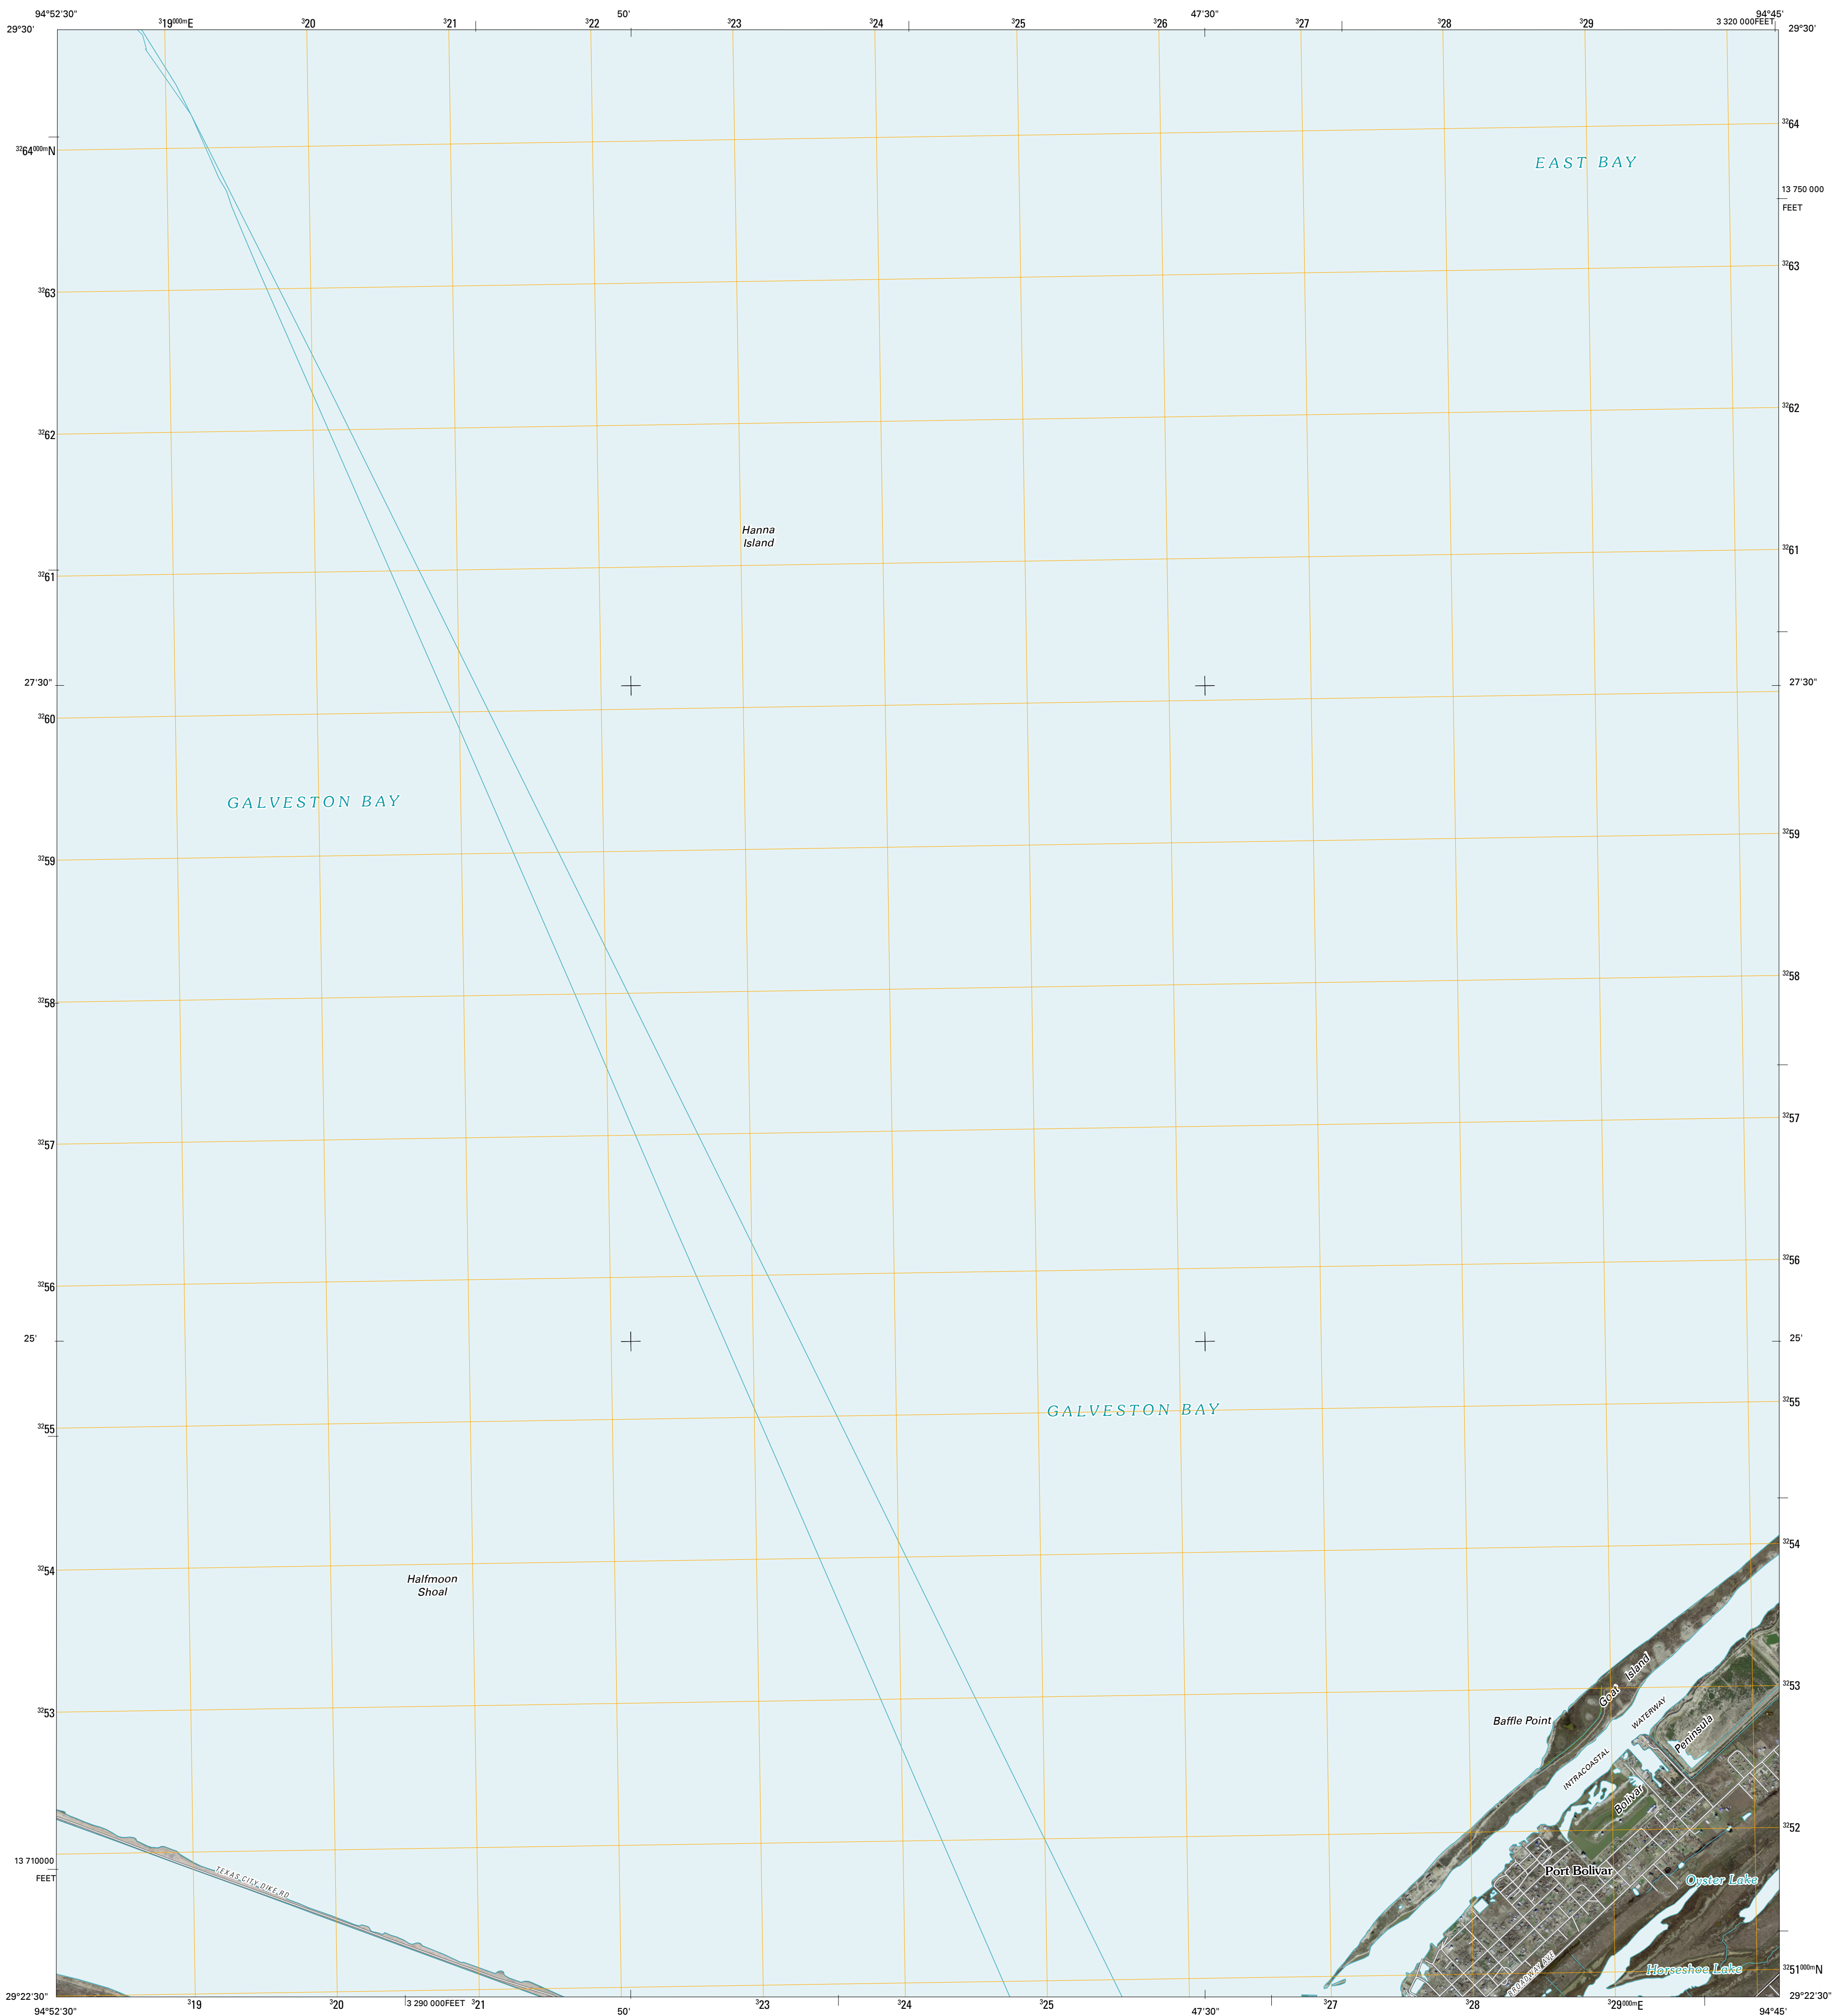 94°52'30"
³19⁰⁰⁰ᵐE
³20
³21
³22
50'
³23
³24
³25
³26
47'30"
³27
³28
³29
3 320 000FEET
94°45'
29°30'
29°30'
³²64⁰⁰⁰ᵐN
³²64
EAST BAY
13 750 000
FEET
³²63
³²63
³²62
³²62
Hanna
Island
³²61
³²61
27'30"
27'30"
³²60
GALVESTON BAY
³²59
³²59
³²58
³²58
³²57
³²57
³²56
³²56
25'
25'
GALVESTON BAY
³²55
³²55
³²54
³²54
Halfmoon
Shoal
Goat Island
³²53
³²53
Baffle Point
INTRACOASTAL WATERWAY
Bolivar Peninsula
³²52
13 710000
FEET
TEXAS CITY DIKE RD
Port Bolivar
Oyster Lake
BROADWAY AVE
Horseshoe Lake
³²51⁰⁰⁰ᵐN
29°22'30"
29°22'30"
94°52'30"
³19
³20
3 290 000FEET
³21
50'
³23
³24
³25
47'30"
³27
³28
³29⁰⁰⁰ᵐE
94°45'